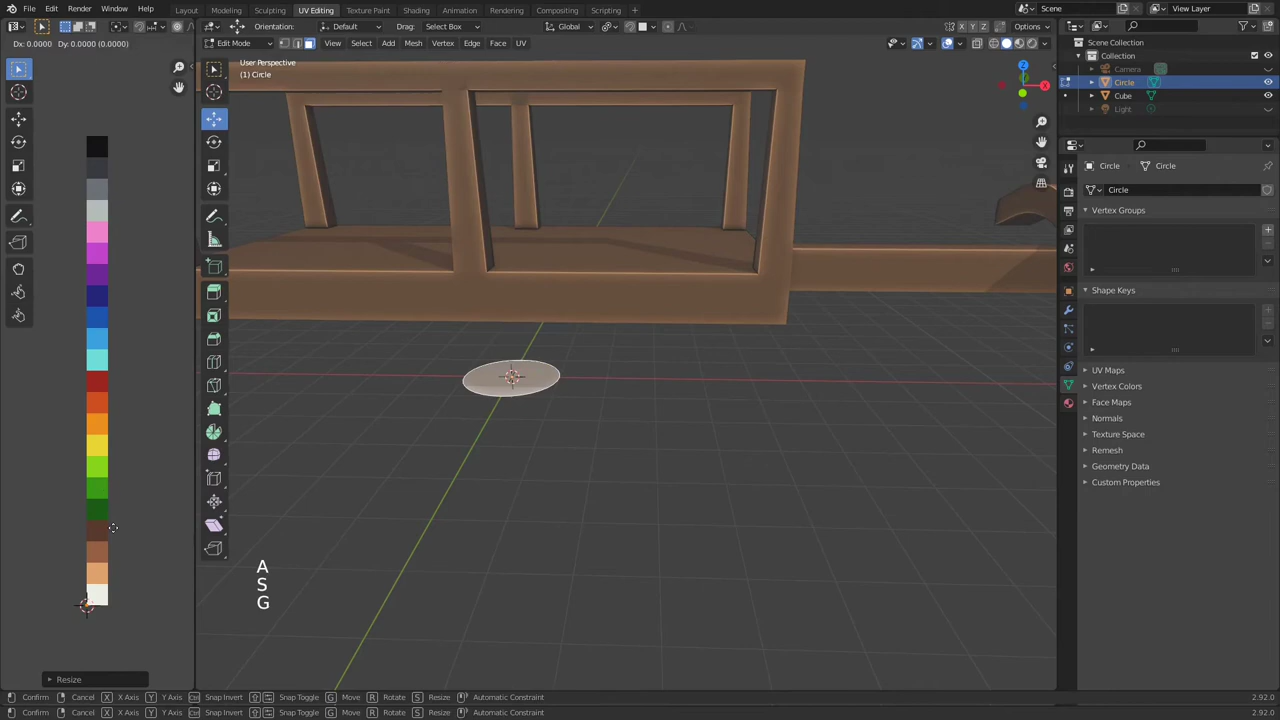 File Edit Render Window Help Layout Modeling Sculpting UV Editing Texture Paint Shading Animation Rendering Compositing Scripting + Scene View Layer
Orientation: Default Drag: Select Box Global Options
Dx: 0.0000 Dy: 0.0000 (0.0000)
Edit Mode View Select Add Mesh Vertex Edge Face UV
User Perspective
(1) Circle
Z
X
Scene Collection
Collection
Camera
Circle
Cube
Light
Circle Circle
Circle
Vertex Groups
Shape Keys
UV Maps
Vertex Colors
Face Maps
Normals
Texture Space
Remesh
Geometry Data
Custom Properties
A
S
G
Resize
Confirm Cancel X X Axis Y Y Axis Ctrl Snap Invert Snap Toggle G Move R Rotate S Resize Automatic Constraint 2.92.0
Confirm Cancel X X Axis Y Y Axis Ctrl Snap Invert Snap Toggle G Move R Rotate S Resize Automatic Constraint 2.92.0